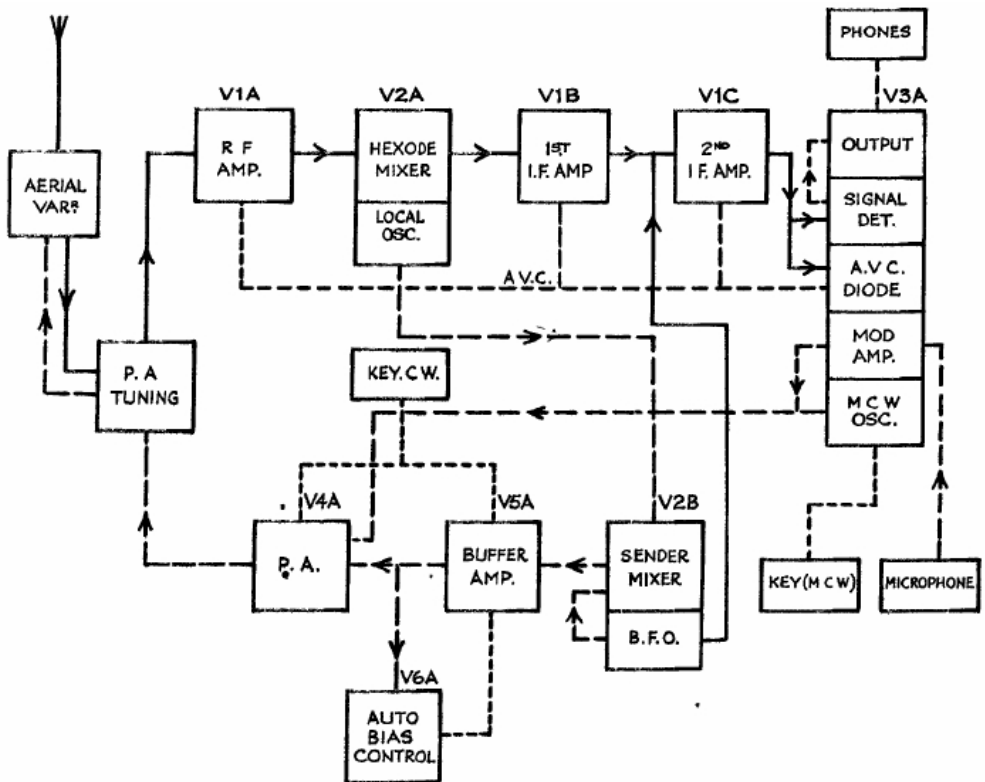 PHONES
V1A
V2A
V1B
V1C
V3A
R F
AMP.
HEXODE
MIXER
LOCAL
OSC.
1ST
I.F. AMP
2ND
I F. AMP.
OUTPUT
SIGNAL
DET.
A.V.C.
DIODE
MOD
AMP.
M C W
OSC.
AERIAL
VARR.
A.V.C.
P. A
TUNING
KEY. C W.
V4A
V5A
V2B
P. A.
BUFFER
AMP.
SENDER
MIXER
B.F.O.
KEY (M C W)
MICROPHONE
V6A
AUTO
BIAS
CONTROL